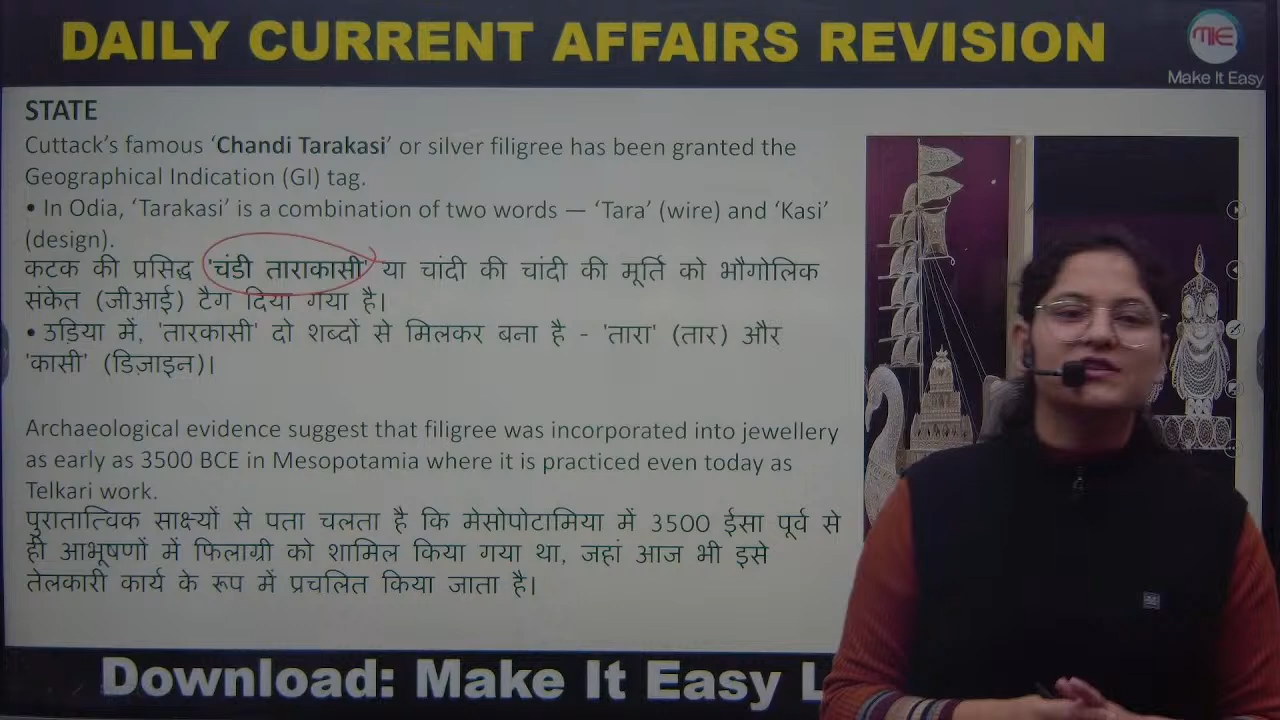 DAILY CURRENT AFFAIRS REVISION
MIE
Make It Easy
STATE
Cuttack's famous 'Chandi Tarakasi' or silver filigree has been granted the
Geographical Indication (GI) tag.
• In Odia, 'Tarakasi' is a combination of two words — 'Tara' (wire) and 'Kasi'
(design).
कटक की प्रसिद्ध 'चंडी ताराकासी' या चांदी की चांदी की मूर्ति को भौगोलिक
संकेत (जीआई) टैग दिया गया है।
• उड़िया में, 'तारकासी' दो शब्दों से मिलकर बना है - 'तारा' (तार) और
'कासी' (डिज़ाइन)।
Archaeological evidence suggest that filigree was incorporated into jewellery
as early as 3500 BCE in Mesopotamia where it is practiced even today as
Telkari work.
पुरातात्विक साक्ष्यों से पता चलता है कि मेसोपोटामिया में 3500 ईसा पूर्व से
ही आभूषणों में फिलाग्री को शामिल किया गया था, जहां आज भी इसे
तेलकारी कार्य के रूप में प्रचलित किया जाता है।
Download: Make It Easy L